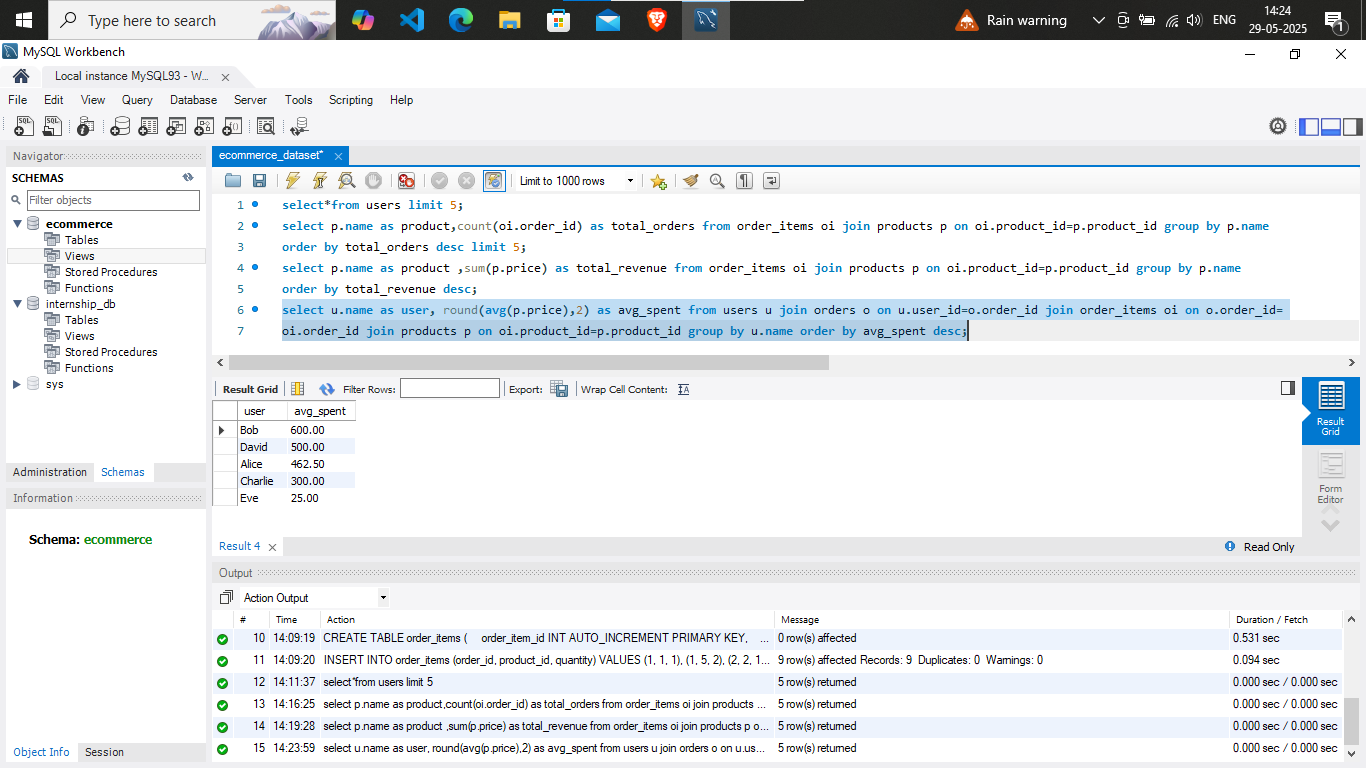 Type here to search
Rain warning
ENG
14:24
29-05-2025
1
MySQL Workbench
Local instance MySQL93 - W...
File Edit View Query Database Server Tools Scripting Help
Navigator
SCHEMAS
Filter objects
ecommerce
Tables
Views
Stored Procedures
Functions
internship_db
Tables
Views
Stored Procedures
Functions
sys
Administration Schemas
Information
Schema: ecommerce
Object Info Session
ecommerce_dataset*
Limit to 1000 rows
1 select*from users limit 5;
2 select p.name as product,count(oi.order_id) as total_orders from order_items oi join products p on oi.product_id=p.product_id group by p.name
3 order by total_orders desc limit 5;
4 select p.name as product ,sum(p.price) as total_revenue from order_items oi join products p on oi.product_id=p.product_id group by p.name
5 order by total_revenue desc;
6 select u.name as user, round(avg(p.price),2) as avg_spent from users u join orders o on u.user_id=o.order_id join order_items oi on o.order_id=
7 oi.order_id join products p on oi.product_id=p.product_id group by u.name order by avg_spent desc;
Result Grid Filter Rows: Export: Wrap Cell Content:
user avg_spent
Bob 600.00
David 500.00
Alice 462.50
Charlie 300.00
Eve 25.00
Result Grid
Form Editor
Result 4
Read Only
Output
Action Output
# Time Action Message Duration / Fetch
10 14:09:19 CREATE TABLE order_items ( order_item_id INT AUTO_INCREMENT PRIMARY KEY, ... 0 row(s) affected 0.531 sec
11 14:09:20 INSERT INTO order_items (order_id, product_id, quantity) VALUES (1, 1, 1), (1, 5, 2), (2, 2, 1... 9 row(s) affected Records: 9 Duplicates: 0 Warnings: 0 0.094 sec
12 14:11:37 select*from users limit 5 5 row(s) returned 0.000 sec / 0.000 sec
13 14:16:25 select p.name as product,count(oi.order_id) as total_orders from order_items oi join products ... 5 row(s) returned 0.000 sec / 0.000 sec
14 14:19:28 select p.name as product ,sum(p.price) as total_revenue from order_items oi join products p o... 5 row(s) returned 0.000 sec / 0.000 sec
15 14:23:59 select u.name as user, round(avg(p.price),2) as avg_spent from users u join orders o on u.us... 5 row(s) returned 0.000 sec / 0.000 sec